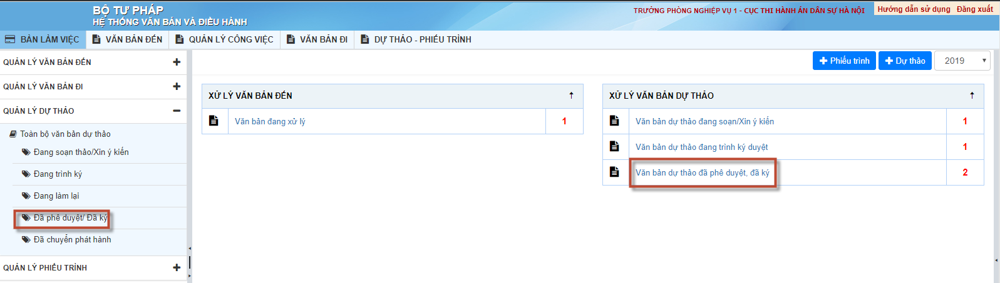 BỘ TƯ PHÁP
HỆ THỐNG VĂN BẢN VÀ ĐIỀU HÀNH
TRƯỞNG PHÒNG NGHIỆP VỤ 1 - CỤC THI HÀNH ÁN DÂN SỰ HÀ NỘI
Hướng dẫn sử dụng Đăng xuất
BÀN LÀM VIỆC VĂN BẢN ĐẾN QUẢN LÝ CÔNG VIỆC VĂN BẢN ĐI DỰ THẢO - PHIẾU TRÌNH
QUẢN LÝ VĂN BẢN ĐẾN
QUẢN LÝ VĂN BẢN ĐI
QUẢN LÝ DỰ THẢO
Toàn bộ văn bản dự thảo
Đang soạn thảo/Xin ý kiến
Đang trình ký
Đang làm lại
Đã phê duyệt/ Đã ký
Đã chuyển phát hành
QUẢN LÝ PHIẾU TRÌNH
Phiếu trình Dự thảo 2019
XỬ LÝ VĂN BẢN ĐẾN
Văn bản đang xử lý 1
XỬ LÝ VĂN BẢN DỰ THẢO
Văn bản dự thảo đang soạn/Xin ý kiến 1
Văn bản dự thảo đang trình ký duyệt 1
Văn bản dự thảo đã phê duyệt, đã ký 2